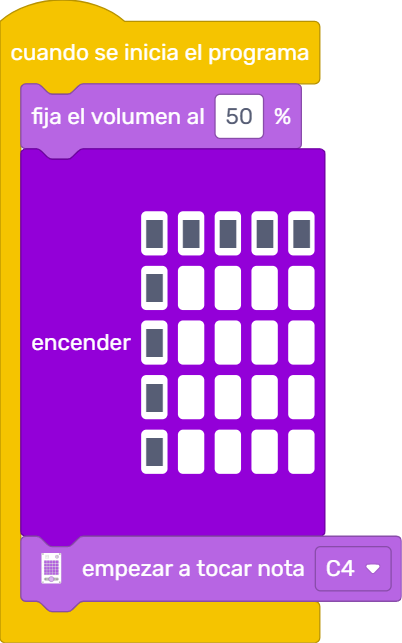 cuando se inicia el programa
fija el volumen al 50 %
encender
empezar a tocar nota C4